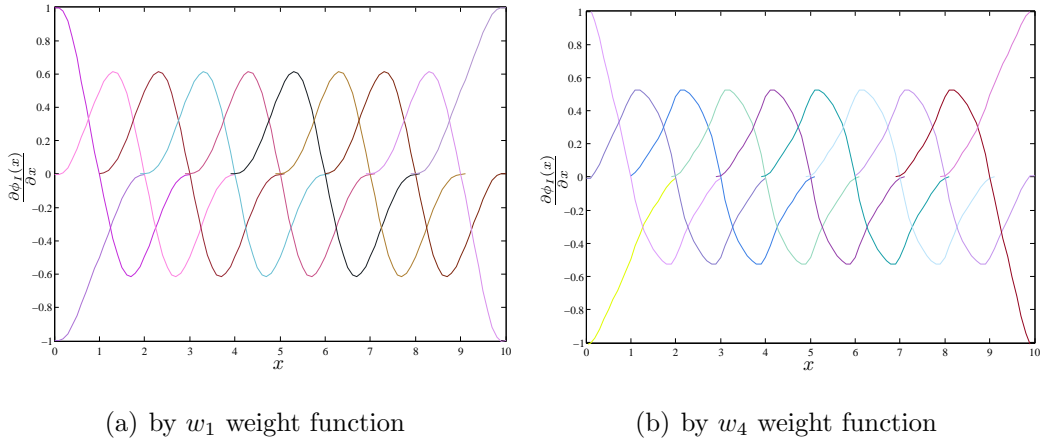 1
0.8
0.6
0.4
0.2
0
−0.2
−0.4
−0.6
−0.8
−1
0 1 2 3 4 5 6 7 8 9 10
x
∂ϕ_I(x)
∂x
(a) by w₁ weight function
1
0.8
0.6
0.4
0.2
0
−0.2
−0.4
−0.6
−0.8
−1
0 1 2 3 4 5 6 7 8 9 10
x
∂ϕ_I(x)
∂x
(b) by w₄ weight function